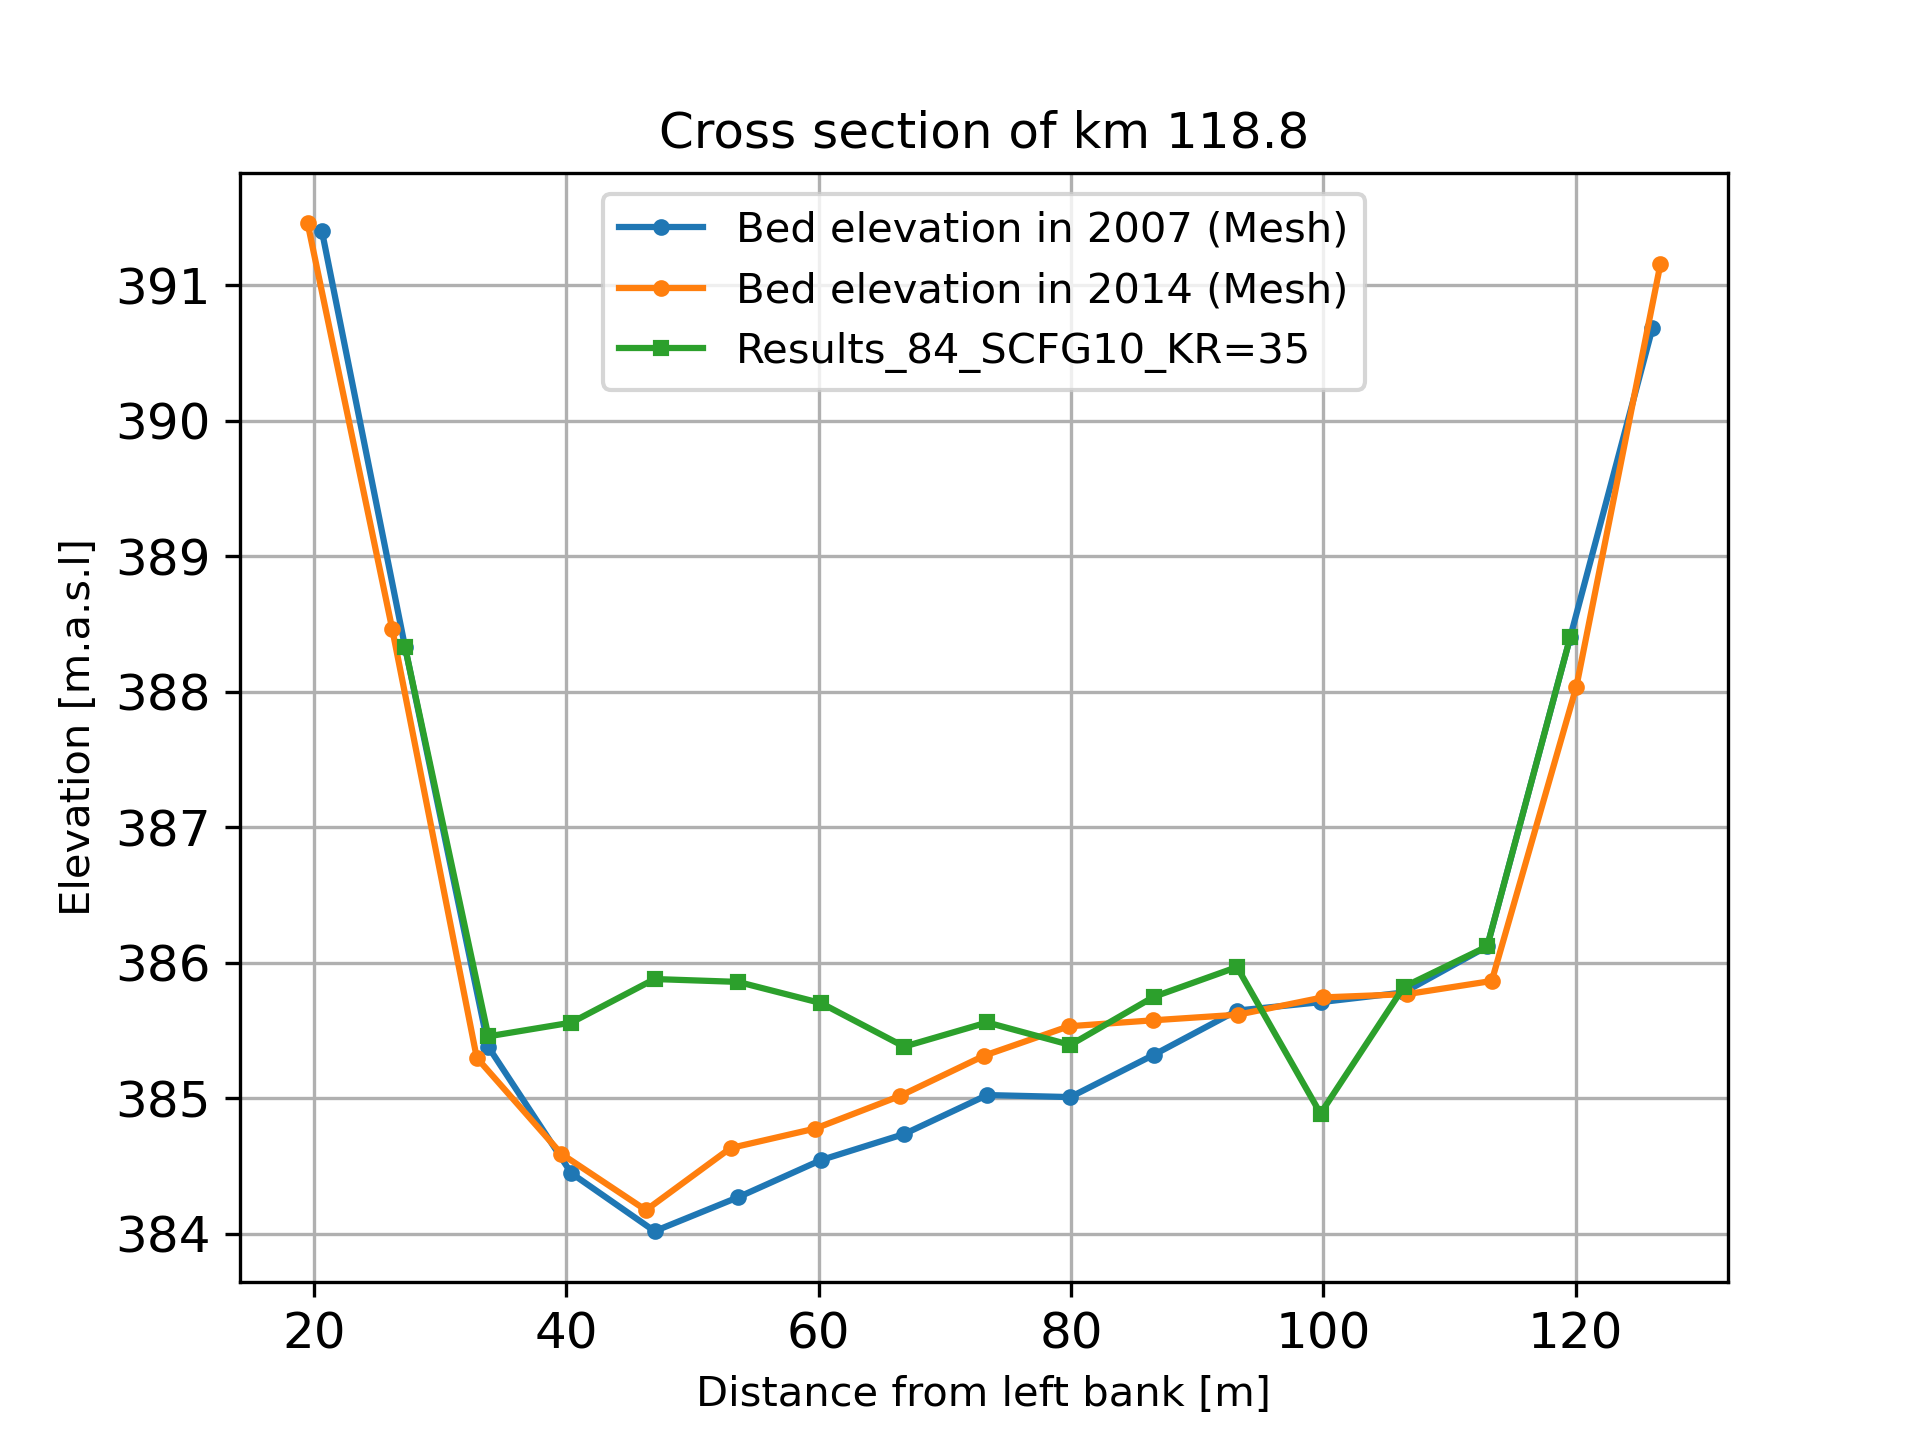 Cross section of km 118.8
Bed elevation in 2007 (Mesh)
Bed elevation in 2014 (Mesh)
Results_84_SCFG10_KR=35
391
390
389
388
387
386
385
384
Elevation [m.a.s.l]
20 40 60 80 100 120
Distance from left bank [m]